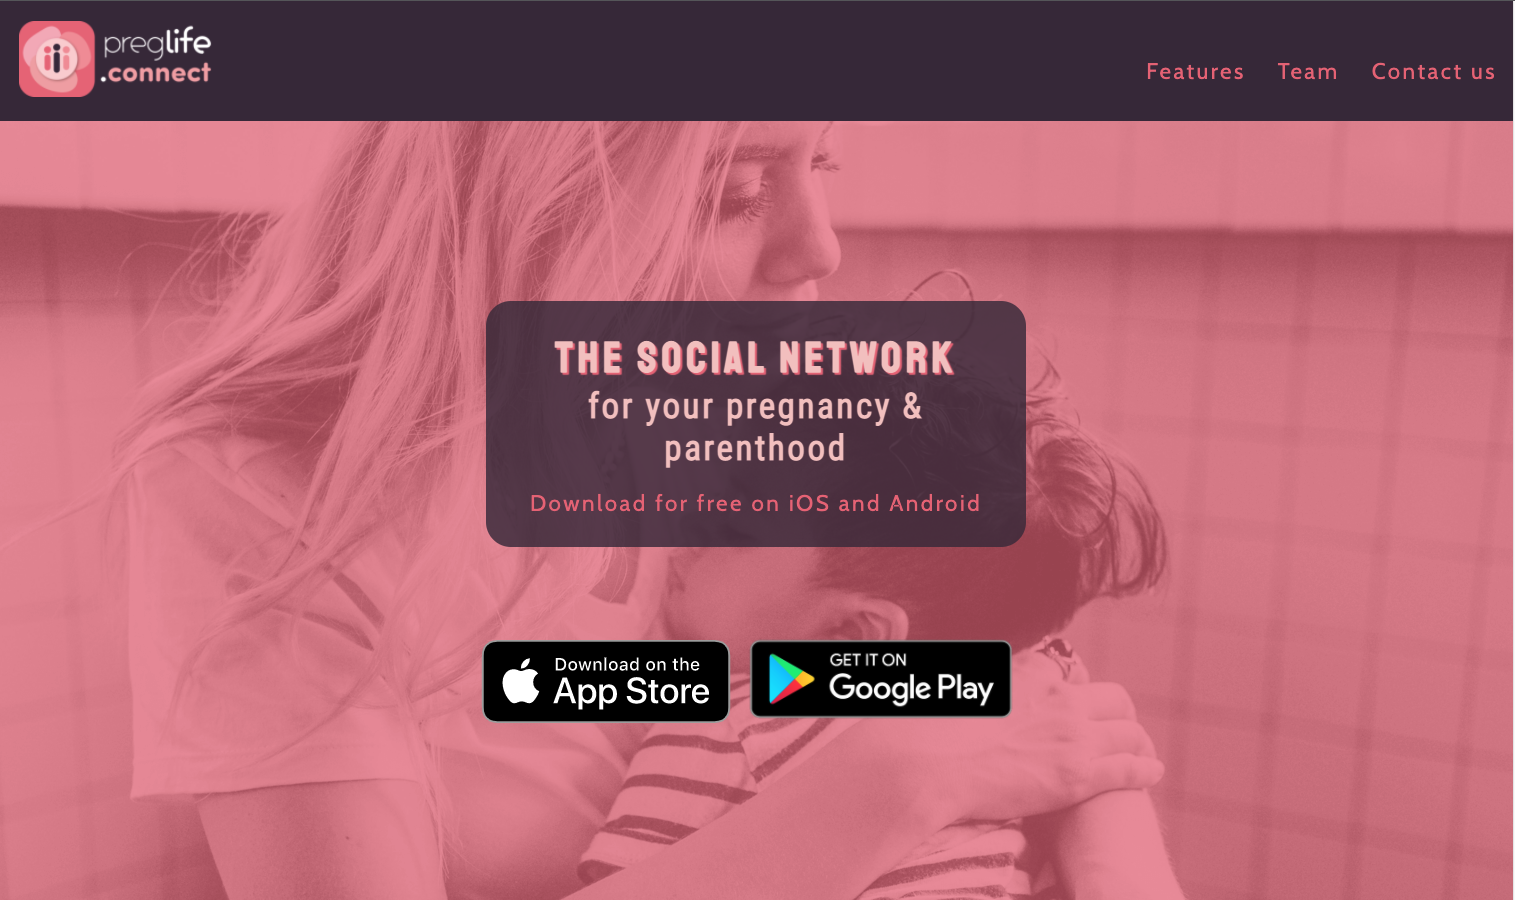 preglife
.connect
Features
Team
Contact us
THE SOCIAL NETWORK
for your pregnancy &
parenthood
Download for free on iOS and Android
Download on the
App Store
GET IT ON
Google Play